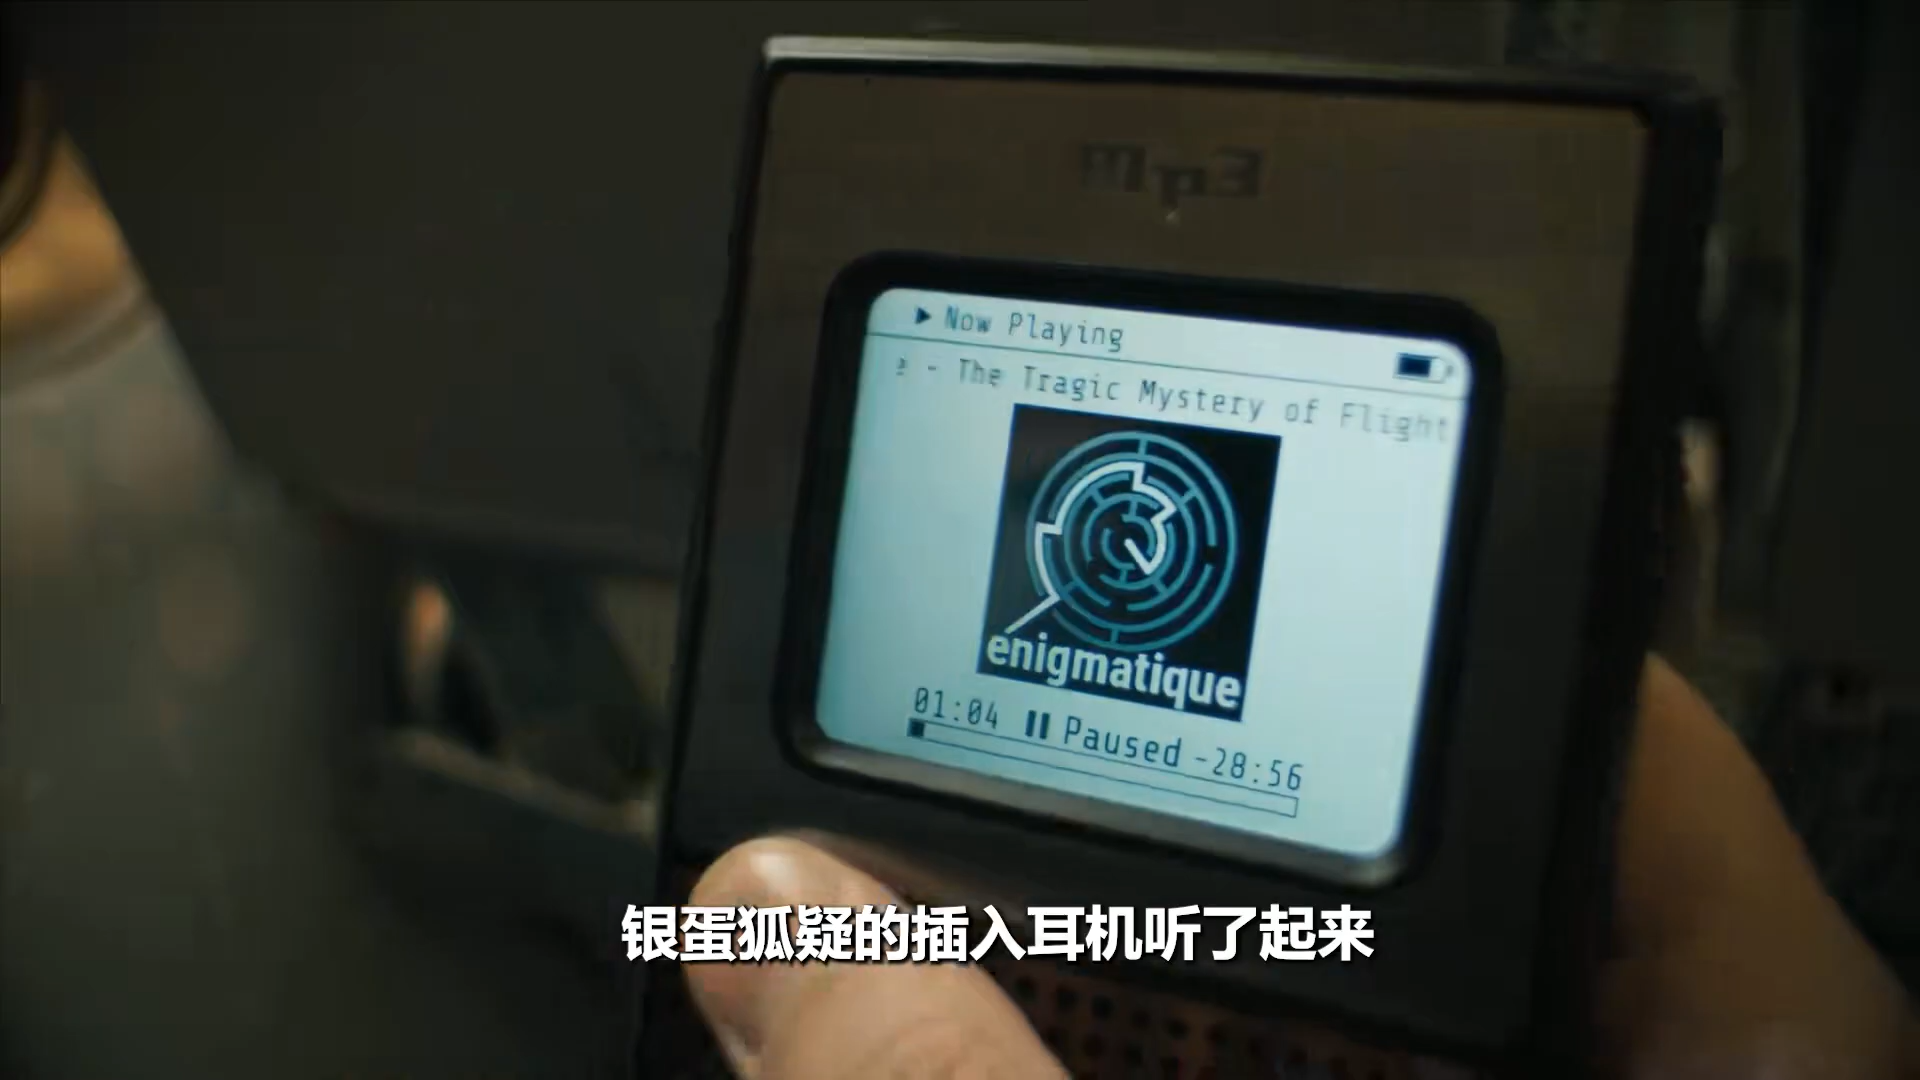 mp3
Now Playing
- The Tragic Mystery of Flight
enigmatique
01:04 Paused -28:56
银蛋狐疑的插入耳机听了起来